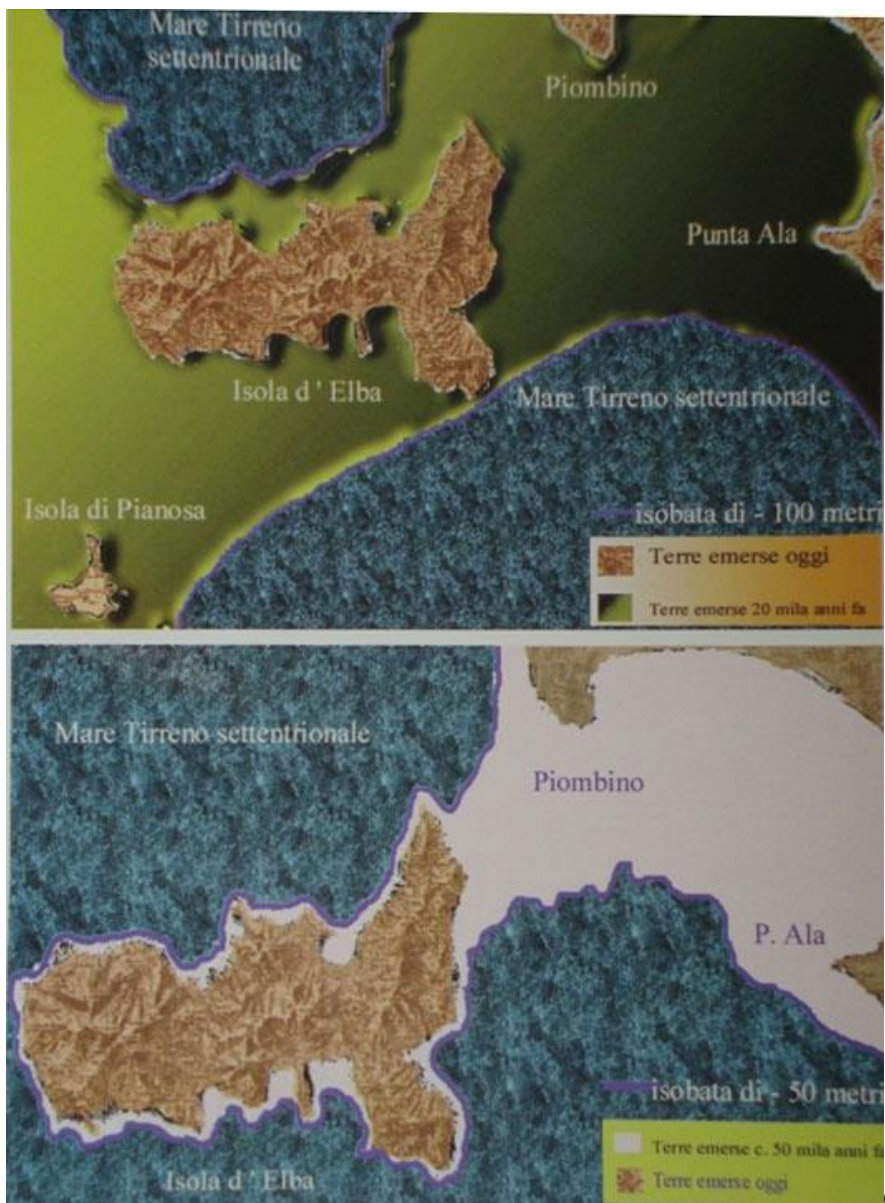 Mare Tirreno
settentrionale
Piombino
Punta Ala
Isola d ' Elba
Mare Tirreno settentrionale
Isola di Pianosa
isobata di - 100 metri
Terre emerse oggi
Terre emerse 20 mila anni fa
Mare Tirreno settentrionale
Piombino
P. Ala
isobata di - 50 metri
Terre emerse c. 50 mila anni fa
Isola d ' Elba
Terre emerse oggi